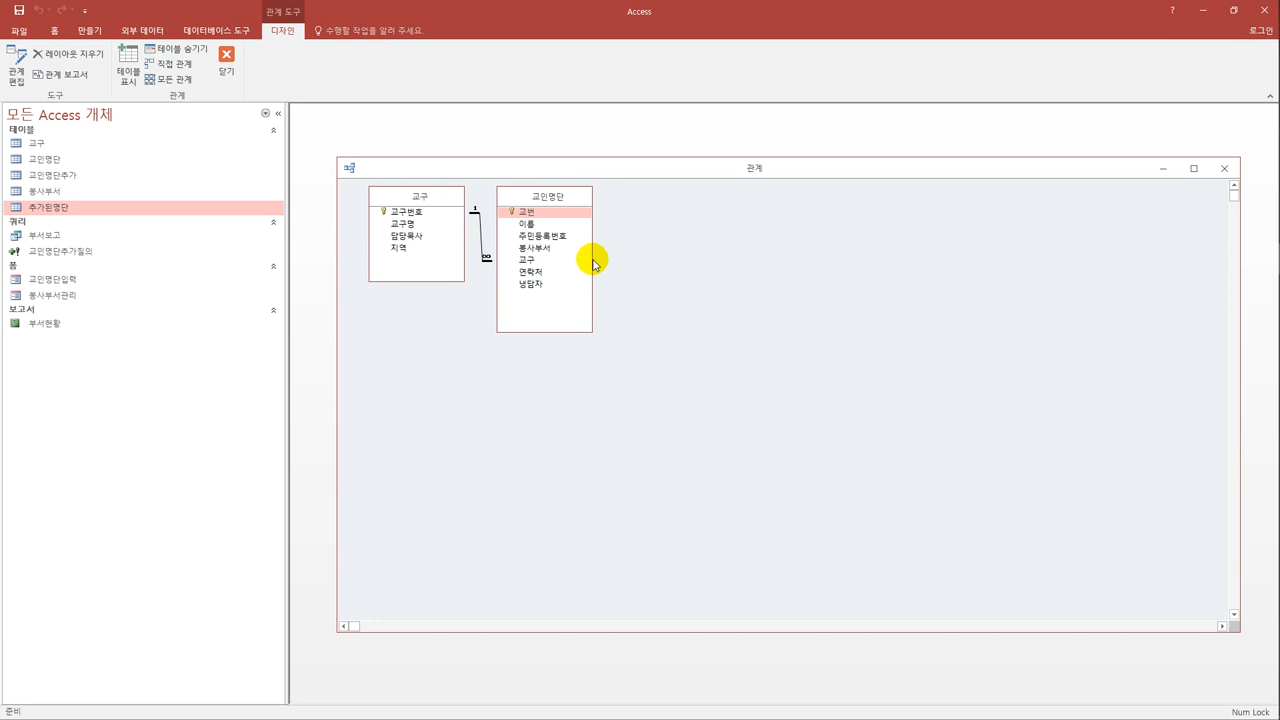 관계 도구
Access
?
파일
홈
만들기
외부 데이터
데이터베이스 도구
디자인
수행할 작업을 알려 주세요.
로그인
관계 편집
레이아웃 지우기
관계 보고서
도구
테이블 표시
테이블 숨기기
직접 관계
모든 관계
닫기
관계
모든 Access 개체
테이블
교구
교인명단
교인명단추가
봉사부서
추가된명단
쿼리
부서보고
교인명단추가질의
폼
교인명단입력
봉사부서관리
보고서
부서현황
관계
교구
교구번호
교구명
담당목사
지역
1
∞
교인명단
교번
이름
주민등록번호
봉사부서
교구
연락처
냉담자
준비
Num Lock